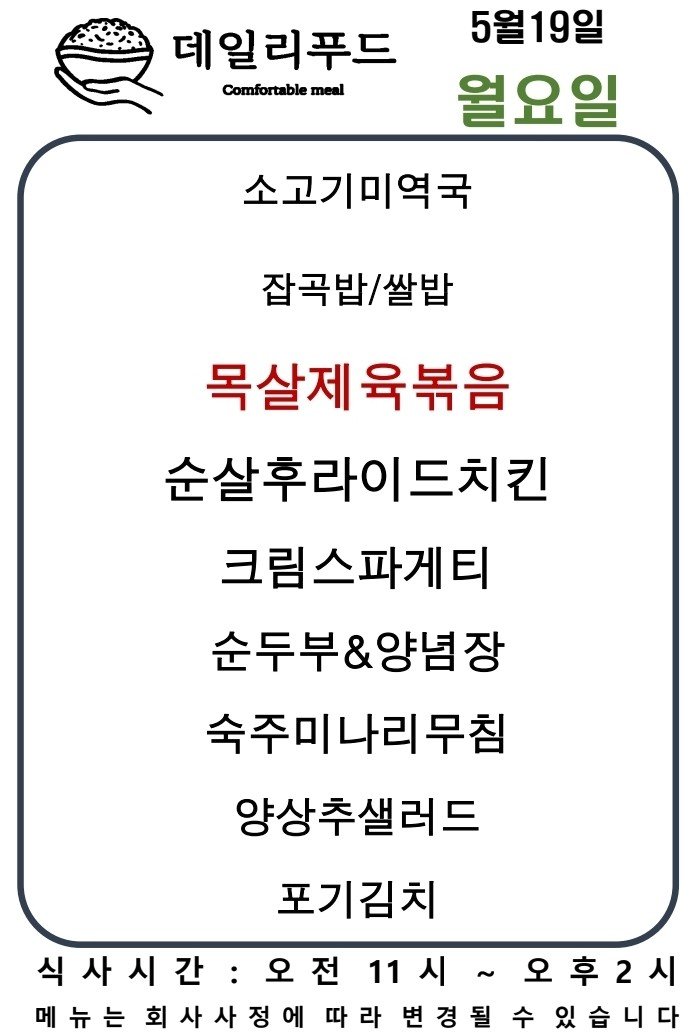 데일리푸드
Comfortable meal
5월19일
월요일
소고기미역국
잡곡밥/쌀밥
목살제육볶음
순살후라이드치킨
크림스파게티
순두부&양념장
숙주미나리무침
양상추샐러드
포기김치
식사시간 : 오전 11시 ~ 오후 2시
메뉴는 회사사정에 따라 변경될 수 있습니다